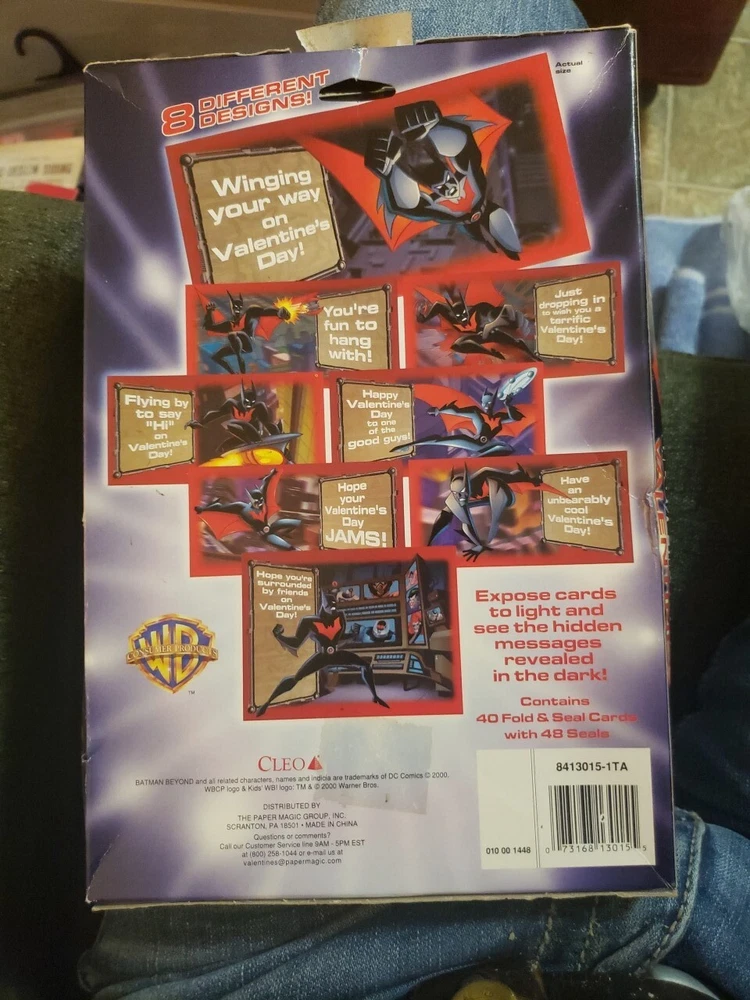 Actual
size
8 DIFFERENT
DESIGNS!
Winging
your way
on
Valentine's
Day!
You're
fun to
hang
with!
Just
dropping in
to wish you a
terrific
Valentine's
Day!
Flying by
to say
"Hi"
on
Valentine's
Day!
Happy
Valentine's
Day
to one
of the
good guys!
Hope
your
Valentine's
Day
JAMS!
Have
an
unbearably
cool
Valentine's
Day!
Hope you're
surrounded
by friends
on
Valentine's
Day!
WB
CONSUMER PRODUCTS
TM
Expose cards
to light and
see the hidden
messages
revealed
in the dark!
Contains
40 Fold & Seal Cards
with 48 Seals
CLEO
BATMAN BEYOND and all related characters, names and indicia are trademarks of DC Comics © 2000.
WBCP logo & Kids' WB! logo: TM & © 2000 Warner Bros.
DISTRIBUTED BY
THE PAPER MAGIC GROUP, INC.
SCRANTON, PA 18501 • MADE IN CHINA
Questions or comments?
Call our Customer Service line 9AM - 5PM EST
at (800) 258-1044 or e-mail us at
valentines@papermagic.com
8413015-1TA
010 00 1448
0 73168 13015 5